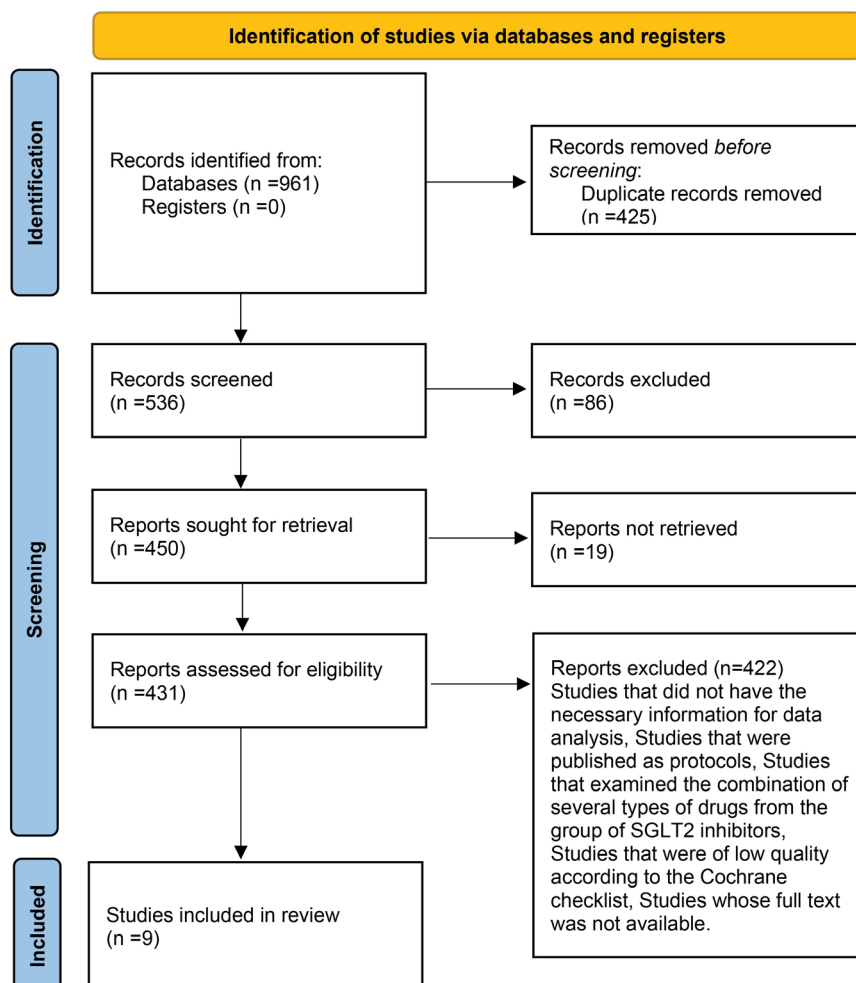 Identification of studies via databases and registers
Identification
Records identified from:
Databases (n =961)
Registers (n =0)
Records removed before
screening:
Duplicate records removed
(n =425)
Screening
Records screened
(n =536)
Records excluded
(n =86)
Reports sought for retrieval
(n =450)
Reports not retrieved
(n =19)
Reports assessed for eligibility
(n =431)
Reports excluded (n=422)
Studies that did not have the
necessary information for data
analysis, Studies that were
published as protocols, Studies
that examined the combination of
several types of drugs from the
group of SGLT2 inhibitors,
Studies that were of low quality
according to the Cochrane
checklist, Studies whose full text
was not available.
Included
Studies included in review
(n =9)